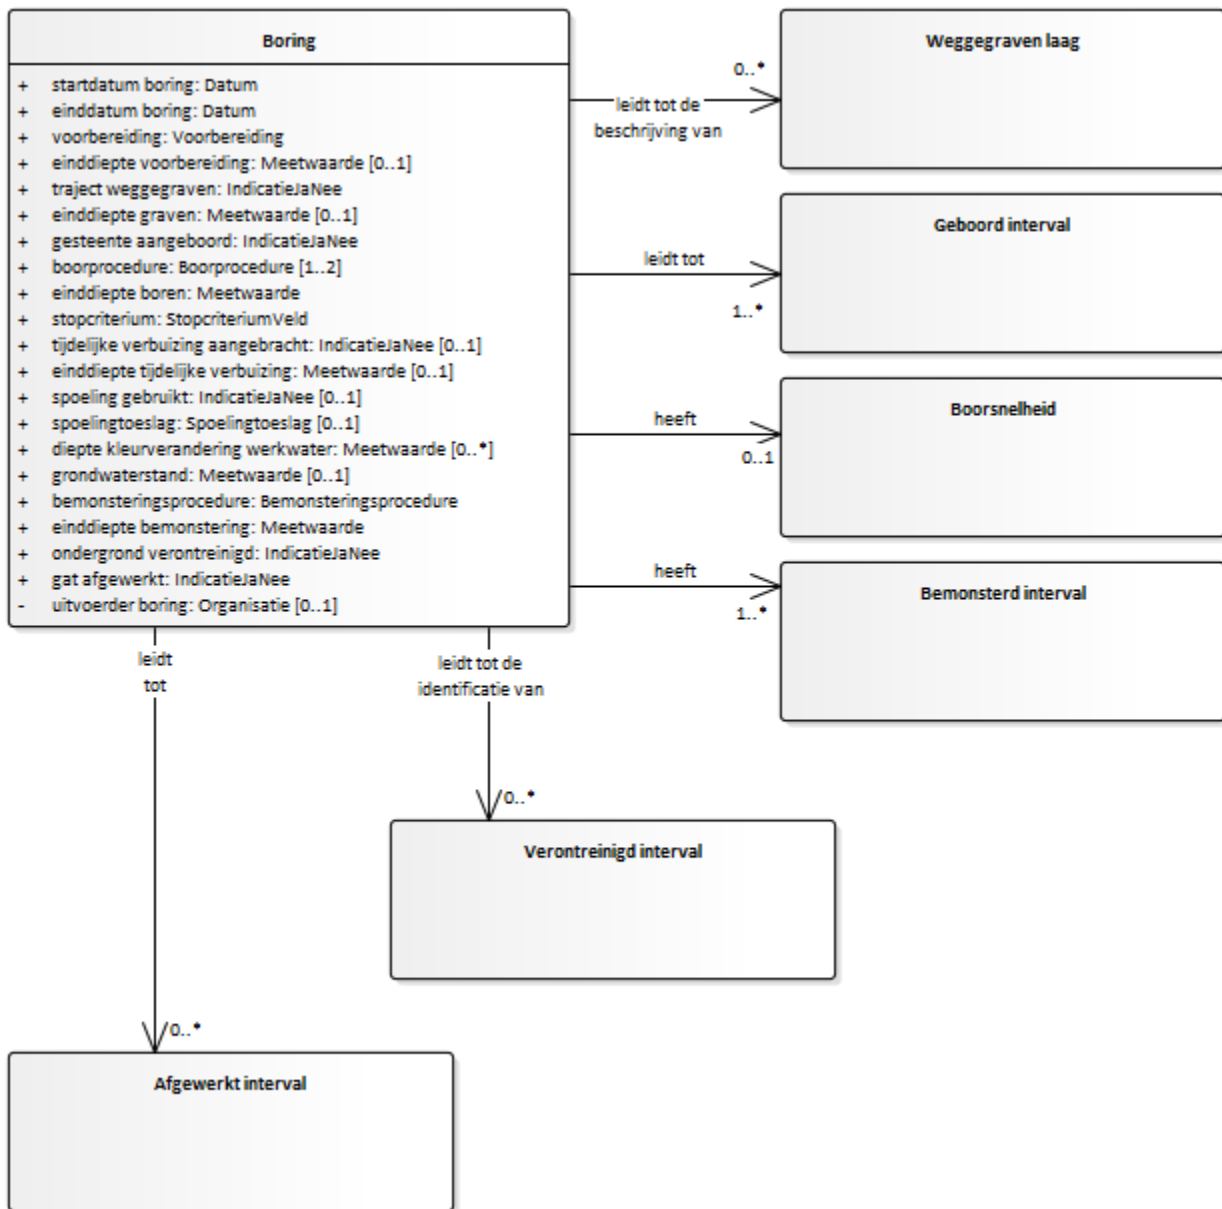 Boring
+ startdatum boring: Datum
+ einddatum boring: Datum
+ voorbereiding: Voorbereiding
+ einddiepte voorbereiding: Meetwaarde [0..1]
+ traject weggegraven: IndicatieJaNee
+ einddiepte graven: Meetwaarde [0..1]
+ gesteente aangeboord: IndicatieJaNee
+ boorprocedure: Boorprocedure [1..2]
+ einddiepte boren: Meetwaarde
+ stopcriterium: StopcriteriumVeld
+ tijdelijke verbuizing aangebracht: IndicatieJaNee [0..1]
+ einddiepte tijdelijke verbuizing: Meetwaarde [0..1]
+ spoeling gebruikt: IndicatieJaNee [0..1]
+ spoelingtoeslag: Spoelingtoeslag [0..1]
+ diepte kleurverandering werkwater: Meetwaarde [0..*]
+ grondwaterstand: Meetwaarde [0..1]
+ bemonsteringsprocedure: Bemonsteringsprocedure
+ einddiepte bemonstering: Meetwaarde
+ ondergrond verontreinigd: IndicatieJaNee
+ gat afgewerkt: IndicatieJaNee
- uitvoerder boring: Organisatie [0..1]
0..*
leidt tot de
beschrijving van
Weggegraven laag
leidt tot
1..*
Geboord interval
heeft
0..1
Boorsnelheid
heeft
1..*
Bemonsterd interval
leidt
tot
0..*
Afgewerkt interval
leidt tot de
identificatie van
0..*
Verontreinigd interval